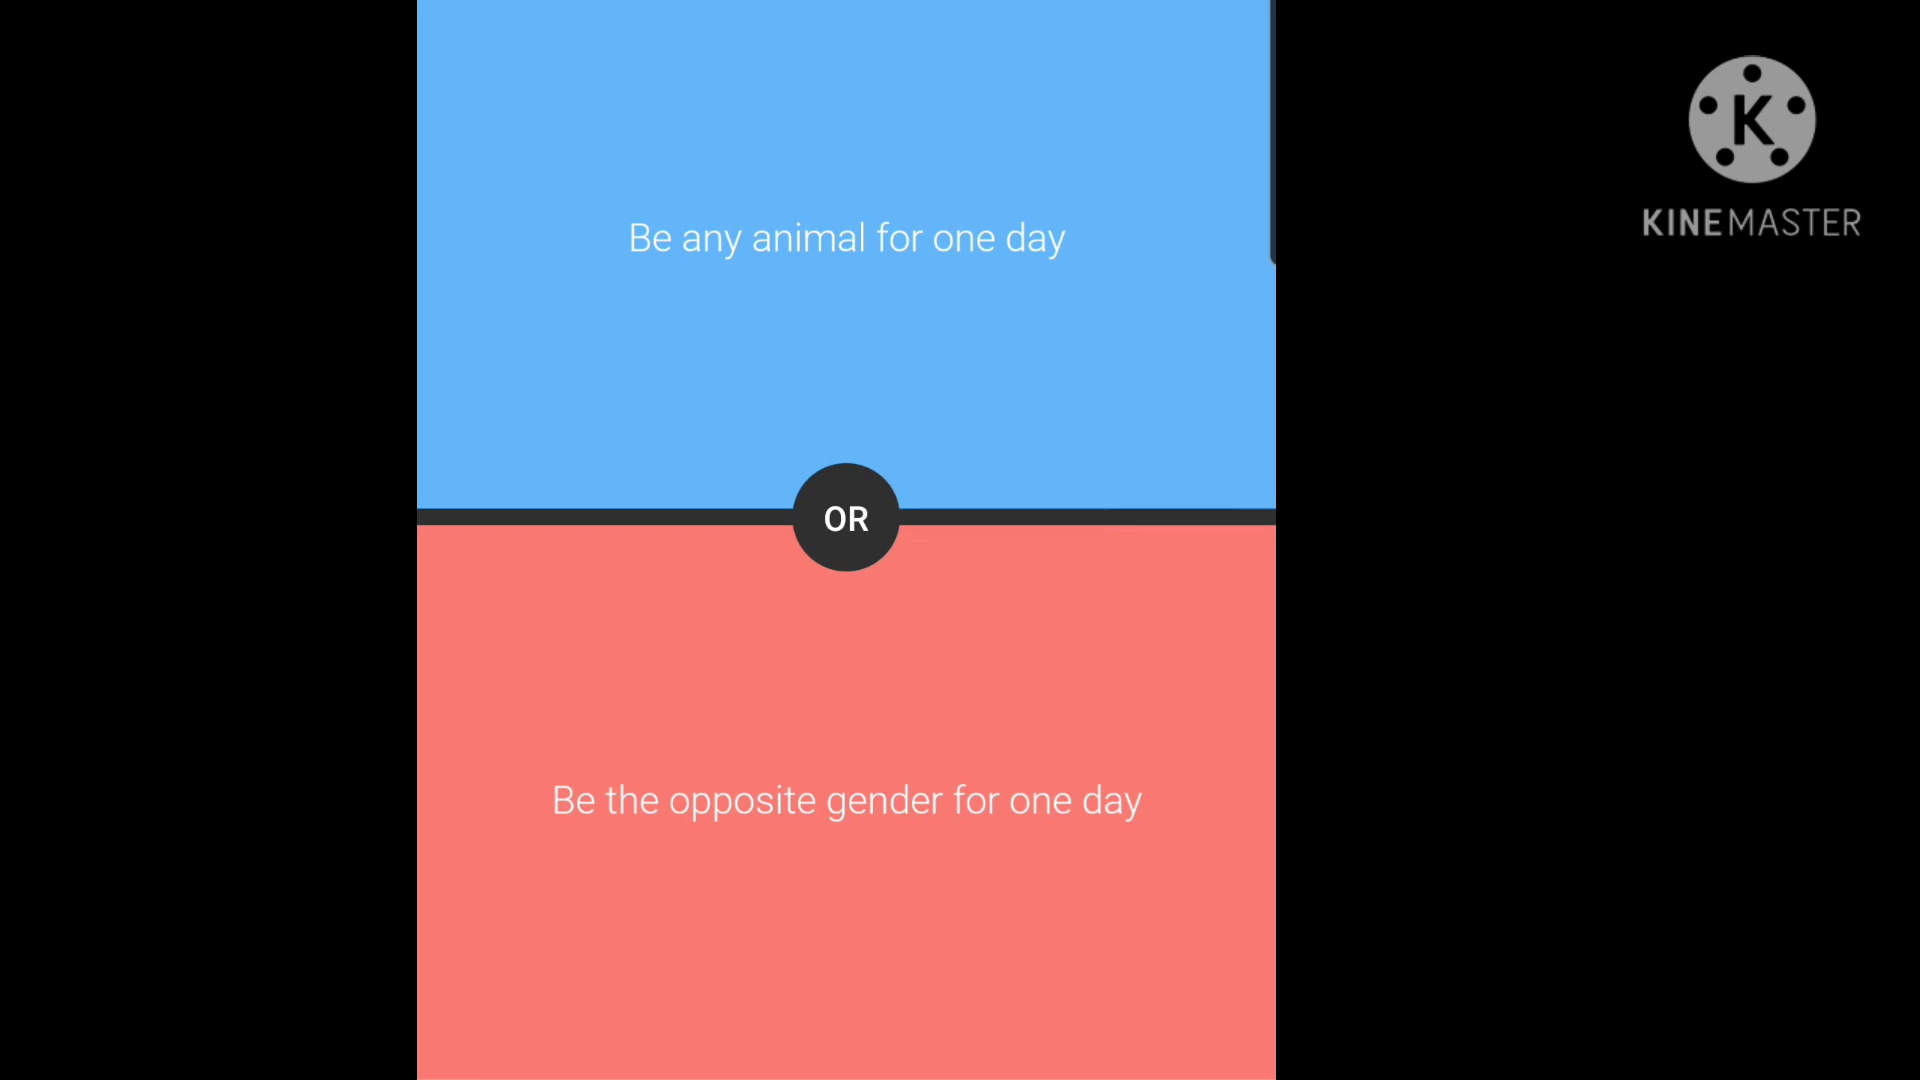 Be any animal for one day
K
KINEMASTER
OR
Be the opposite gender for one day